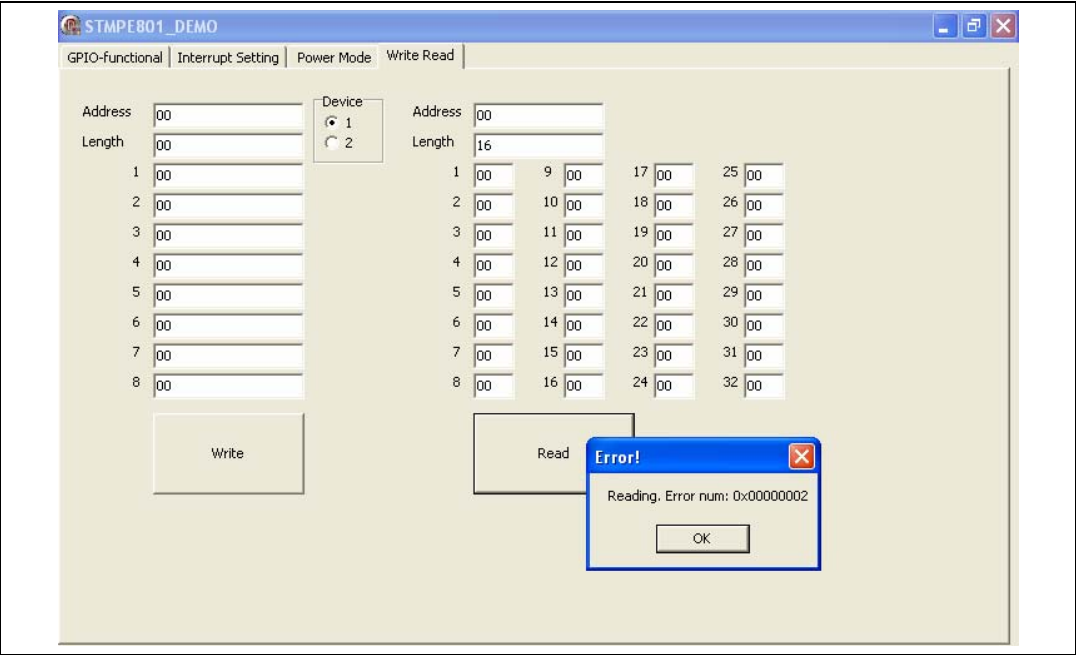 STMPE801_DEMO
GPIO-functional Interrupt Setting Power Mode Write Read
Address 00 Device Address 00
1
Length 00 2 Length 16
1 00 1 00 9 00 17 00 25 00
2 00 2 00 10 00 18 00 26 00
3 00 3 00 11 00 19 00 27 00
4 00 4 00 12 00 20 00 28 00
5 00 5 00 13 00 21 00 29 00
6 00 6 00 14 00 22 00 30 00
7 00 7 00 15 00 23 00 31 00
8 00 8 00 16 00 24 00 32 00
Write Read
Error!
Reading. Error num: 0x00000002
OK